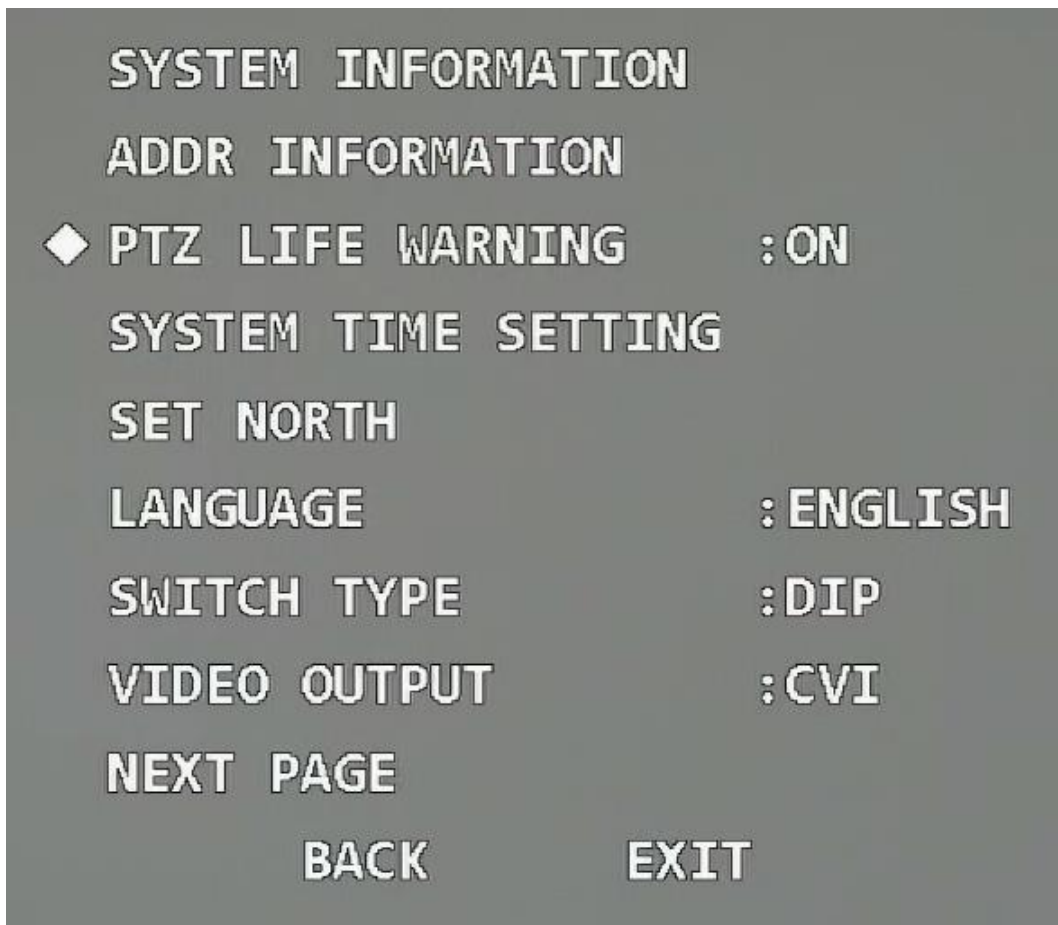 SYSTEM INFORMATION
ADDR INFORMATION
PTZ LIFE WARNING :ON
SYSTEM TIME SETTING
SET NORTH
LANGUAGE :ENGLISH
SWITCH TYPE :DIP
VIDEO OUTPUT :CVI
NEXT PAGE
BACK EXIT